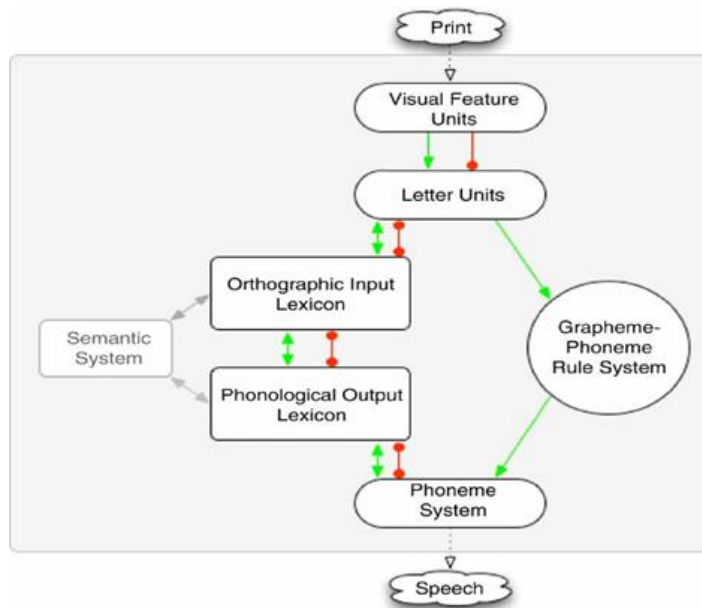 Print
Visual Feature
Units
Letter Units
Orthographic Input
Lexicon
Semantic
System
Grapheme-
Phoneme
Rule System
Phonological Output
Lexicon
Phoneme
System
Speech